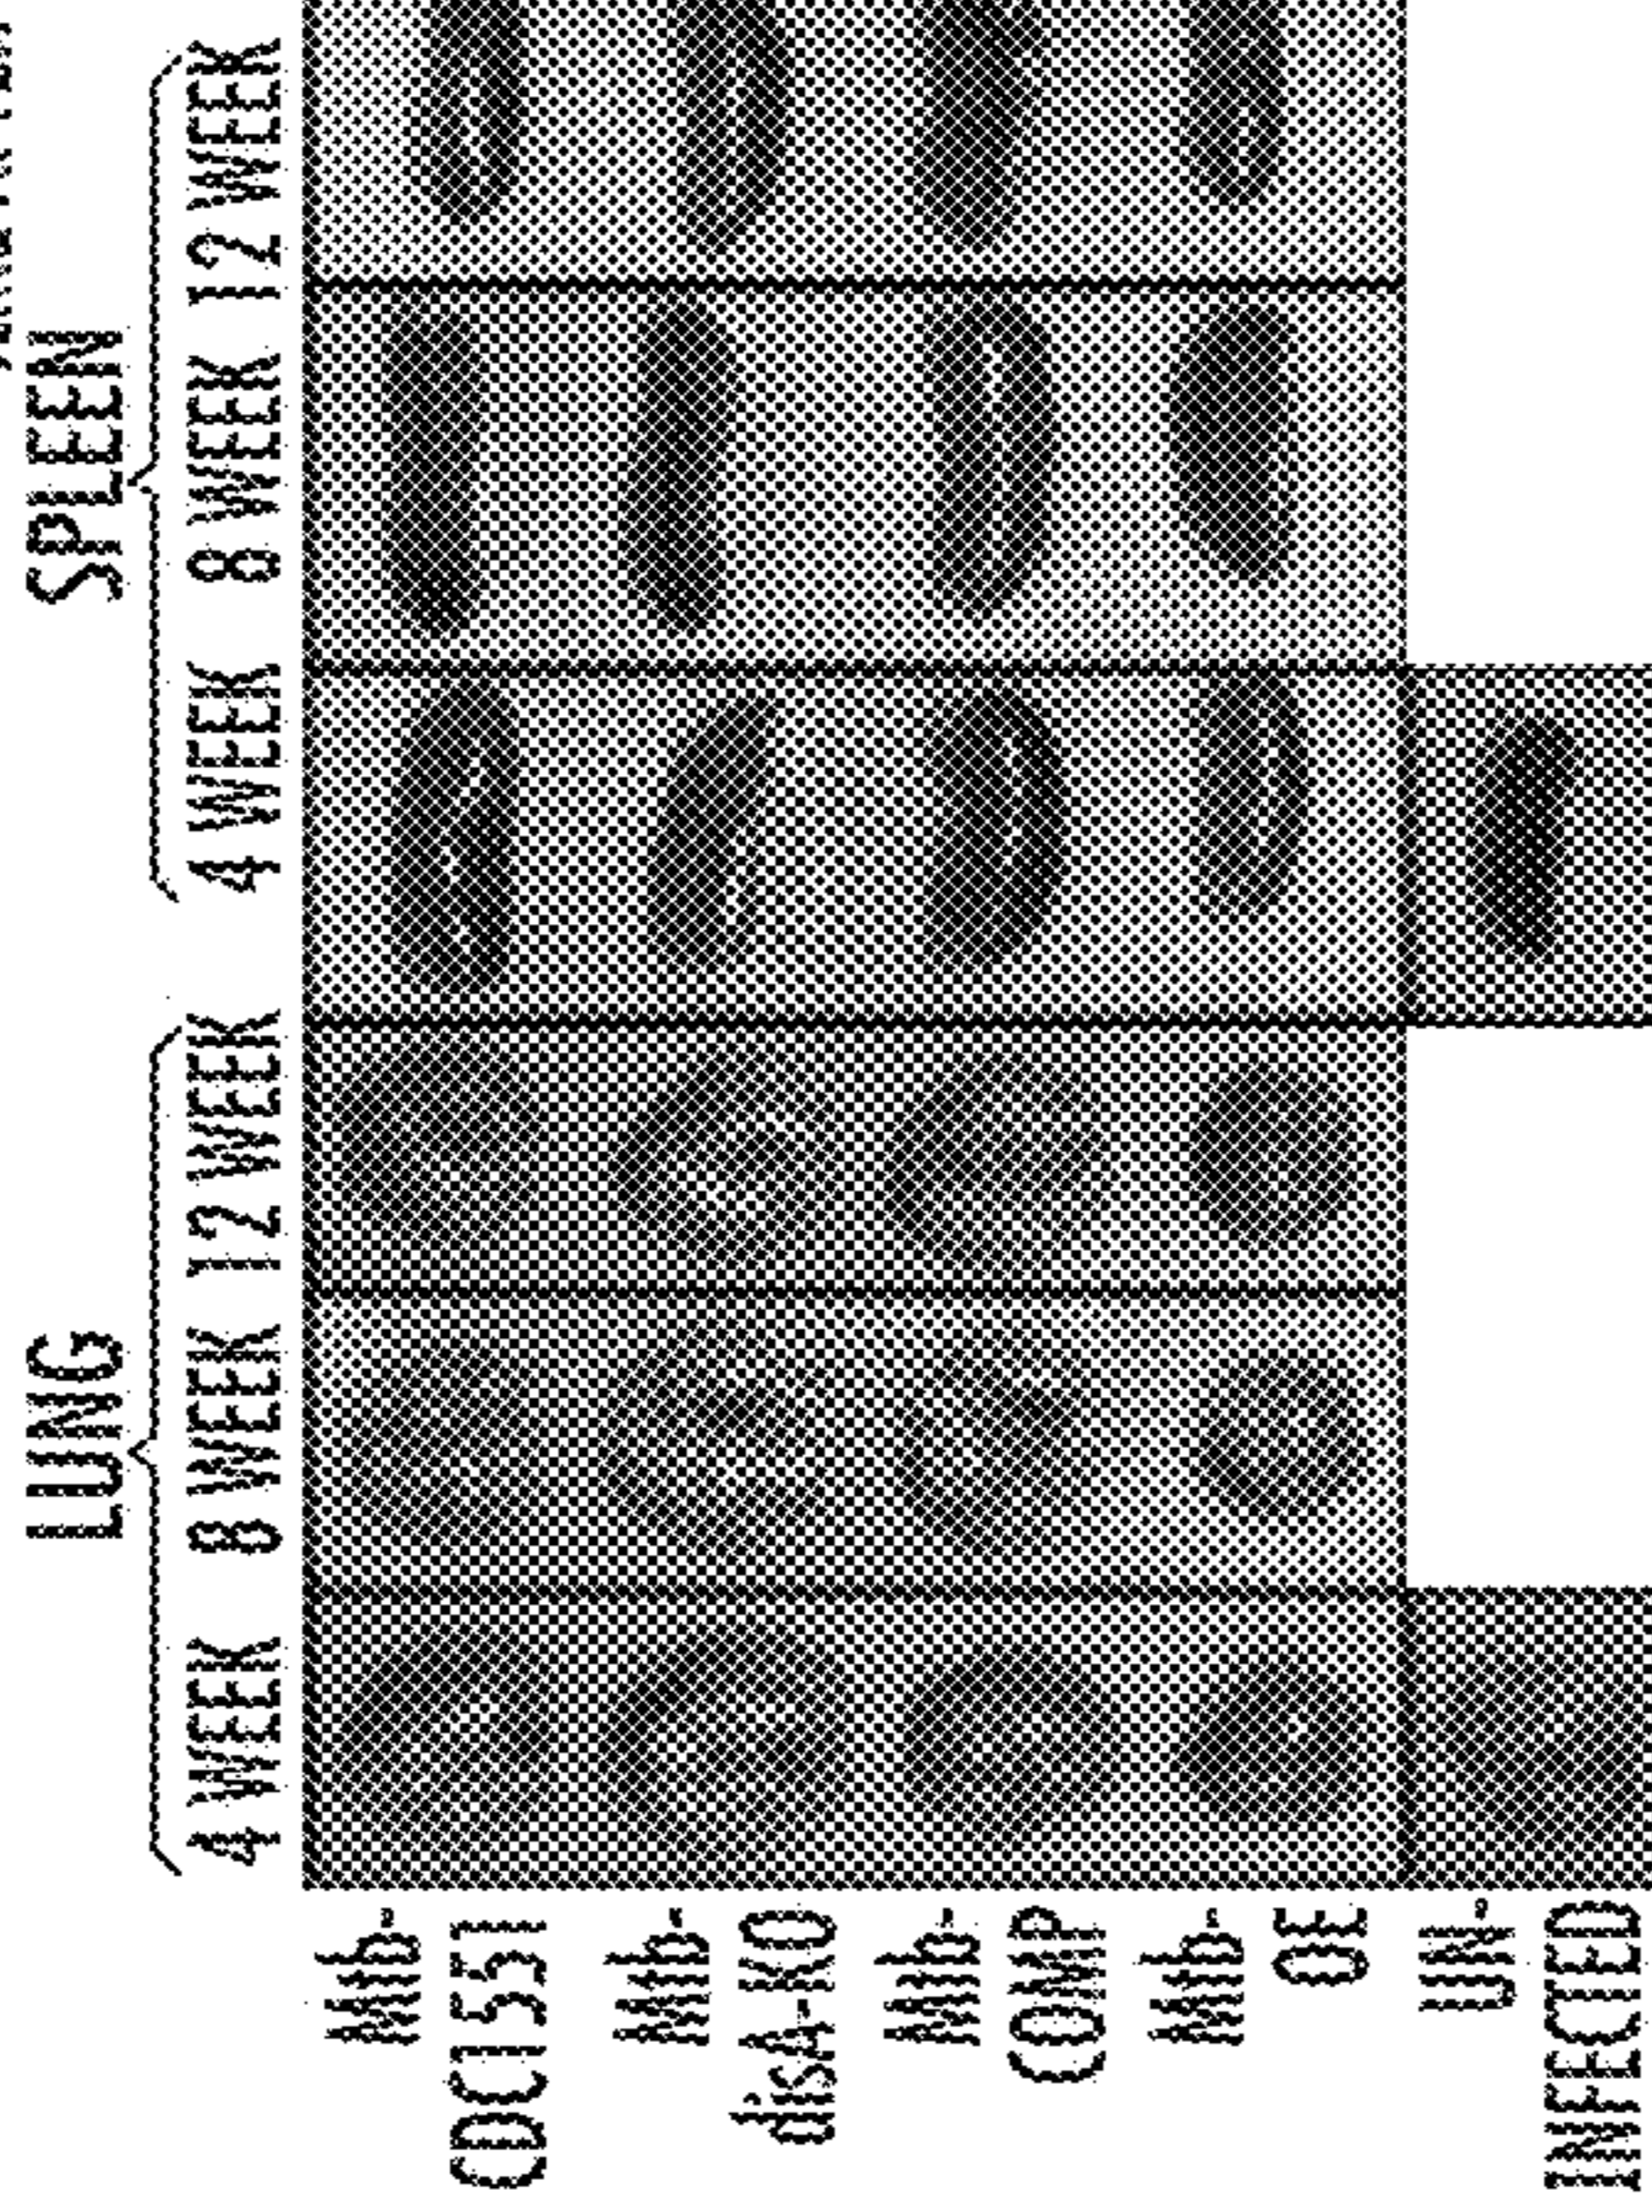 LUNG
SPLEEN
4 WEEK 8 WEEK 12 WEEK
4 WEEK 8 WEEK 12 WEEK
Mtb-
CDC1551
Mtb-
disA-KO
Mtb-
COMP
Mtb-
OE
UN-
INFECTED